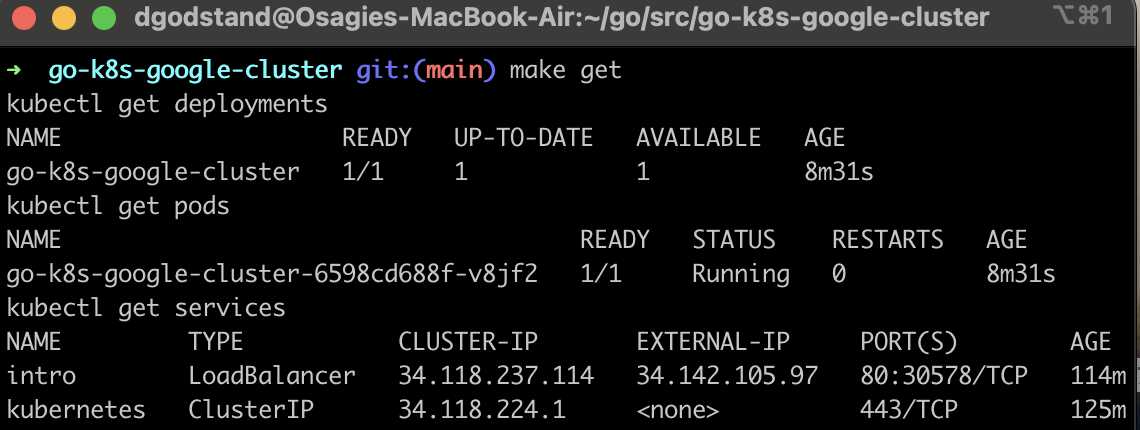 dgodstand@Osagies-MacBook-Air:~/go/src/go-k8s-google-cluster ⌥⌘1
➜ go-k8s-google-cluster git:(main) make get
kubectl get deployments
NAME READY UP-TO-DATE AVAILABLE AGE
go-k8s-google-cluster 1/1 1 1 8m31s
kubectl get pods
NAME READY STATUS RESTARTS AGE
go-k8s-google-cluster-6598cd688f-v8jf2 1/1 Running 0 8m31s
kubectl get services
NAME TYPE CLUSTER-IP EXTERNAL-IP PORT(S) AGE
intro LoadBalancer 34.118.237.114 34.142.105.97 80:30578/TCP 114m
kubernetes ClusterIP 34.118.224.1 <none> 443/TCP 125m